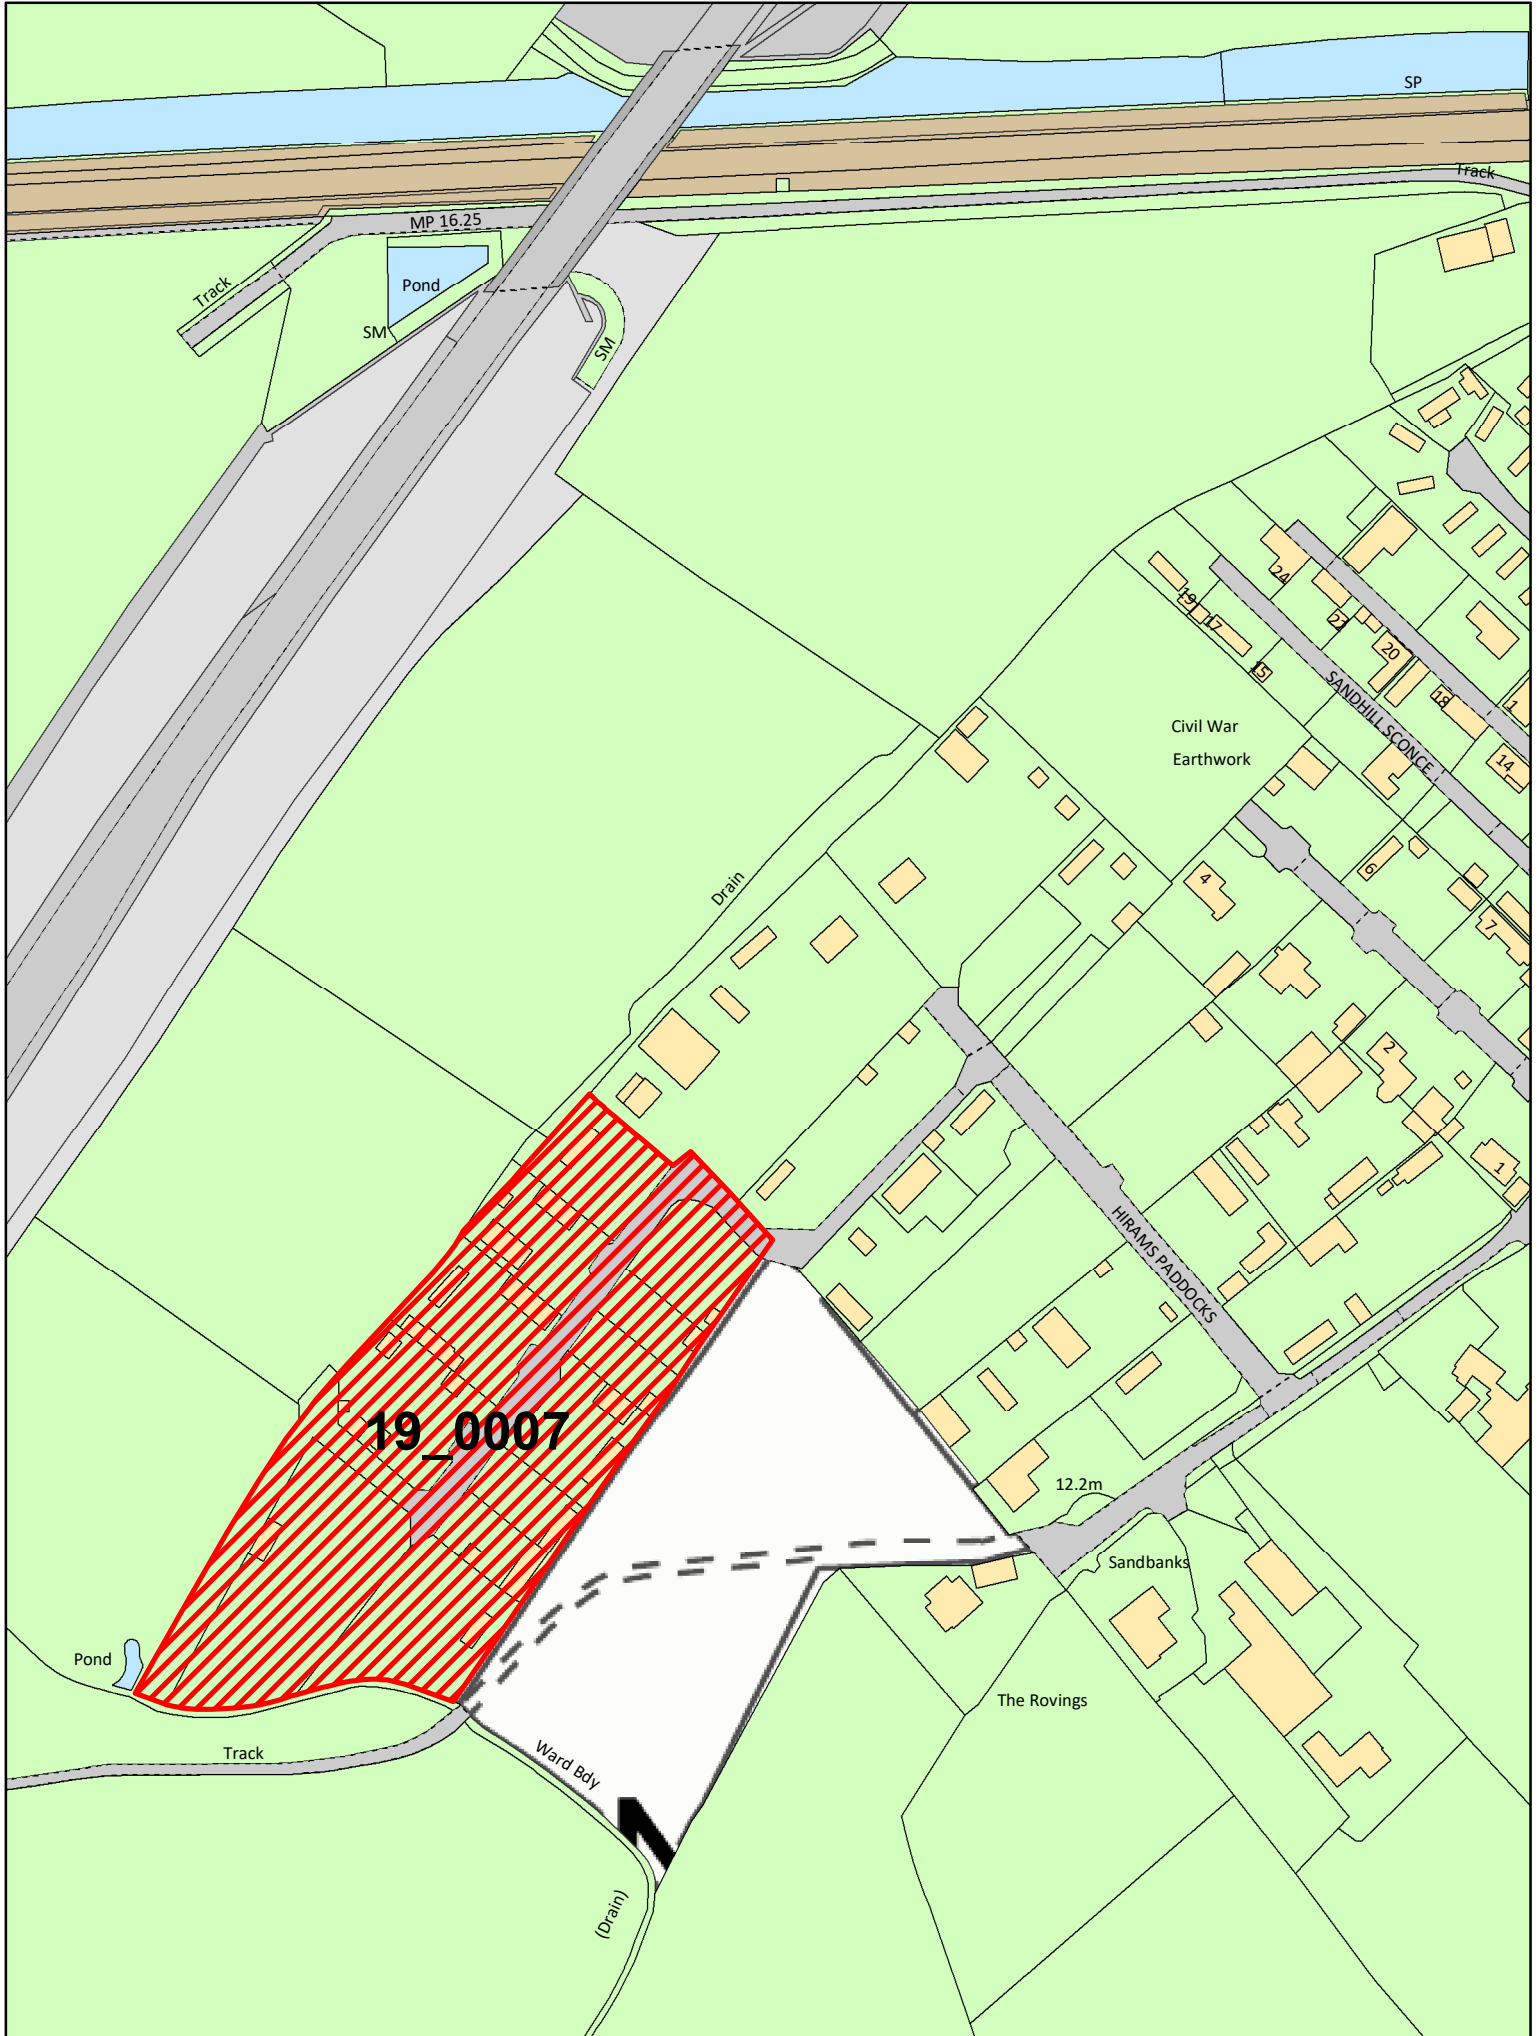 SP
Track
MP 16.25
Pond
Track
SM
SM
24
19
17
22
20
15
SANDHILL SCONCE
18
1
Civil War
Earthwork
14
Drain
4
6
7
2
1
HIRAMS PADDOCKS
19_0007
12.2m
Sandbanks
Pond
The Rovings
Track
Ward Bdy
(Drain)